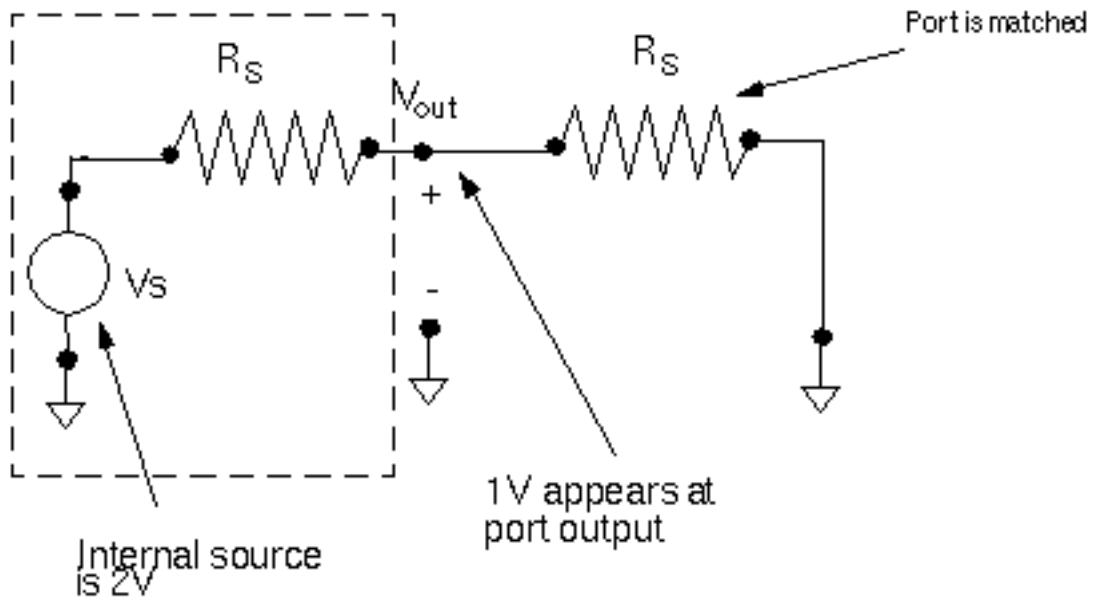 Port is matched
RS
RS
Vout
+
-
VS
1V appears at
port output
Internal source
is 2V